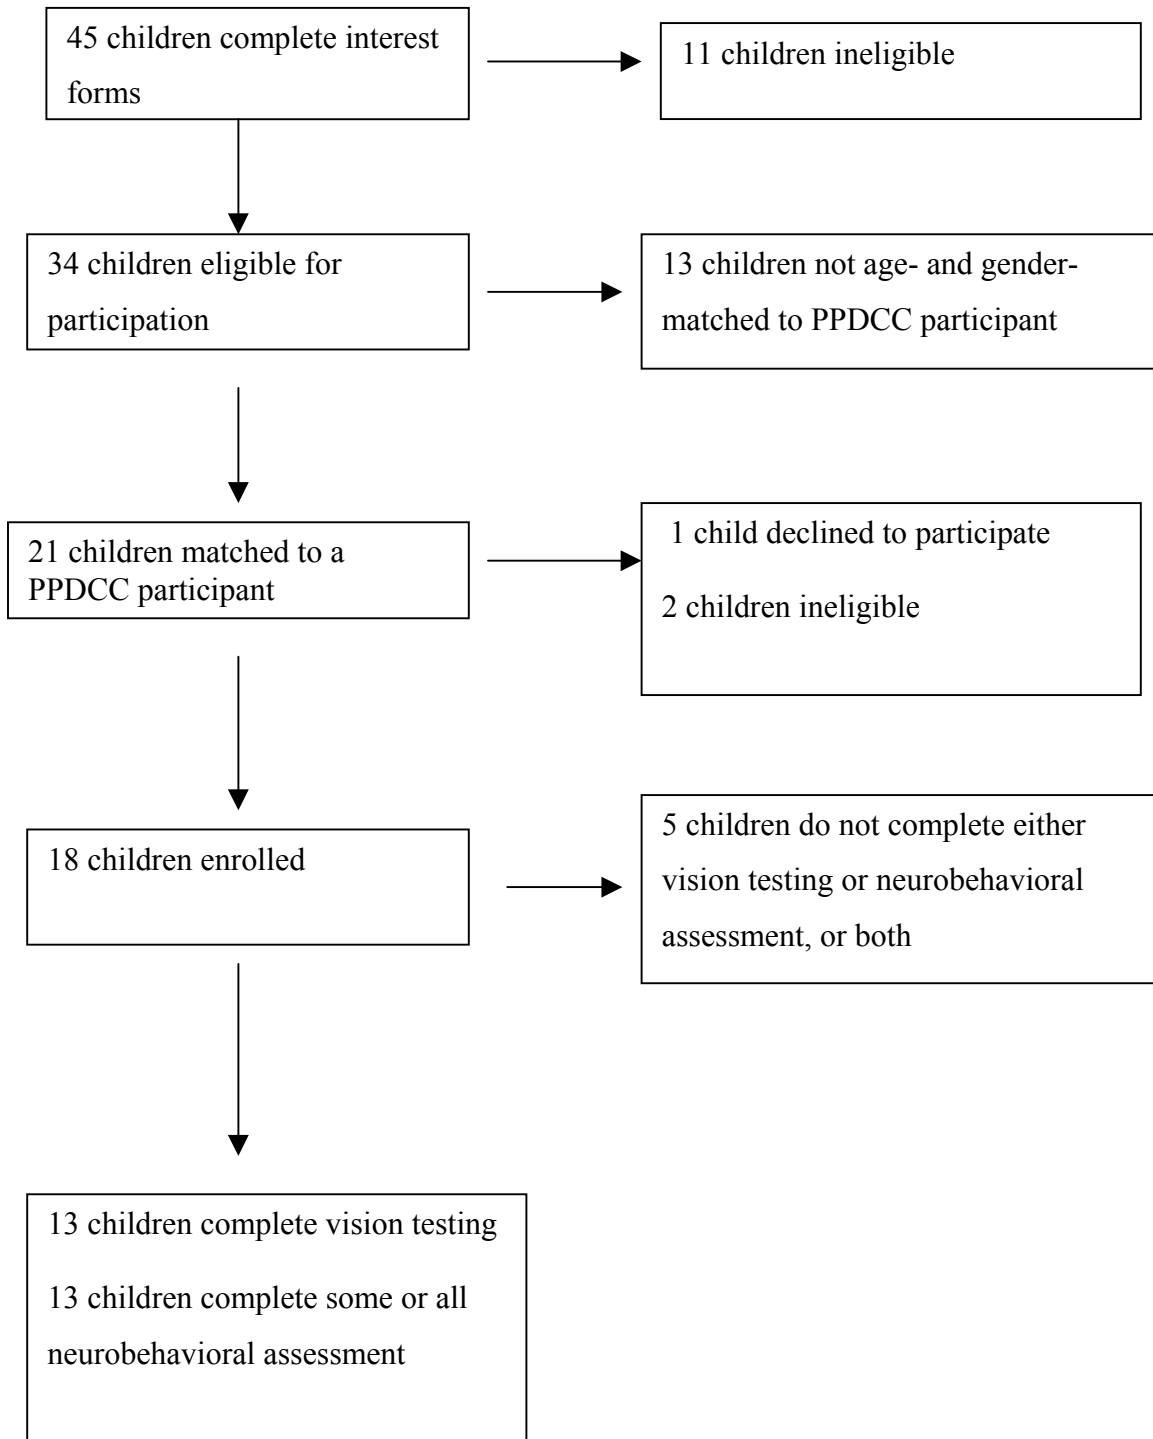 45 children complete interest
forms
11 children ineligible
34 children eligible for
participation
13 children not age- and gender-
matched to PPDCC participant
21 children matched to a
PPDCC participant
1 child declined to participate
2 children ineligible
18 children enrolled
5 children do not complete either
vision testing or neurobehavioral
assessment, or both
13 children complete vision testing
13 children complete some or all
neurobehavioral assessment